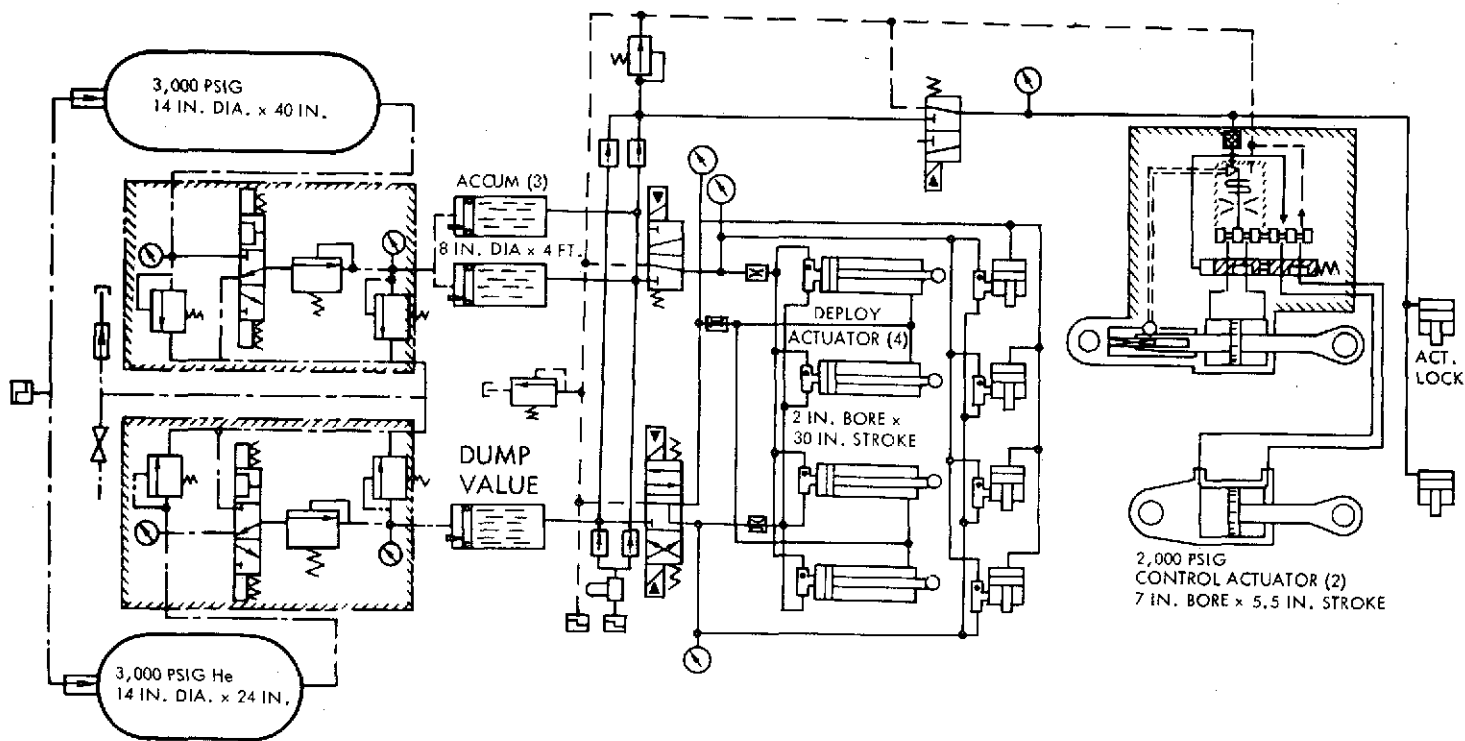 3,000 PSIG
14 IN. DIA. × 40 IN.
ACCUM (3)
8 IN. DIA × 4 FT.
DEPLOY
ACTUATOR (4)
2 IN. BORE ×
30 IN. STROKE
T
ACT.
LOCK
DUMP
VALUE
2,000 PSIG
CONTROL ACTUATOR (2)
7 IN. BORE × 5.5 IN. STROKE
3,000 PSIG He
14 IN. DIA. × 24 IN.